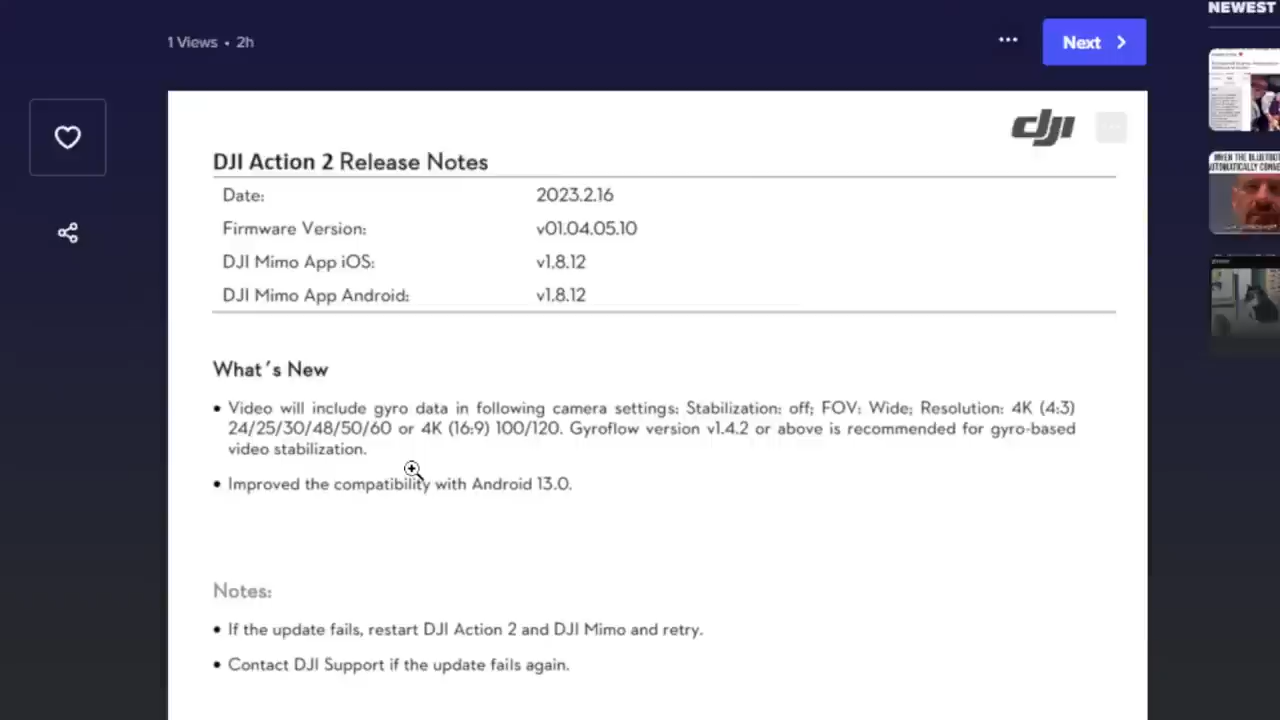 NEWEST
1 Views • 2h
Next
dji
DJI Action 2 Release Notes
Date: 2023.2.16
Firmware Version: v01.04.05.10
DJI Mimo App iOS: v1.8.12
DJI Mimo App Android: v1.8.12
What's New
• Video will include gyro data in following camera settings: Stabilization: off; FOV: Wide; Resolution: 4K (4:3)
24/25/30/48/50/60 or 4K (16:9) 100/120. Gyroflow version v1.4.2 or above is recommended for gyro-based
video stabilization.
• Improved the compatibility with Android 13.0.
Notes:
• If the update fails, restart DJI Action 2 and DJI Mimo and retry.
• Contact DJI Support if the update fails again.
WHEN THE